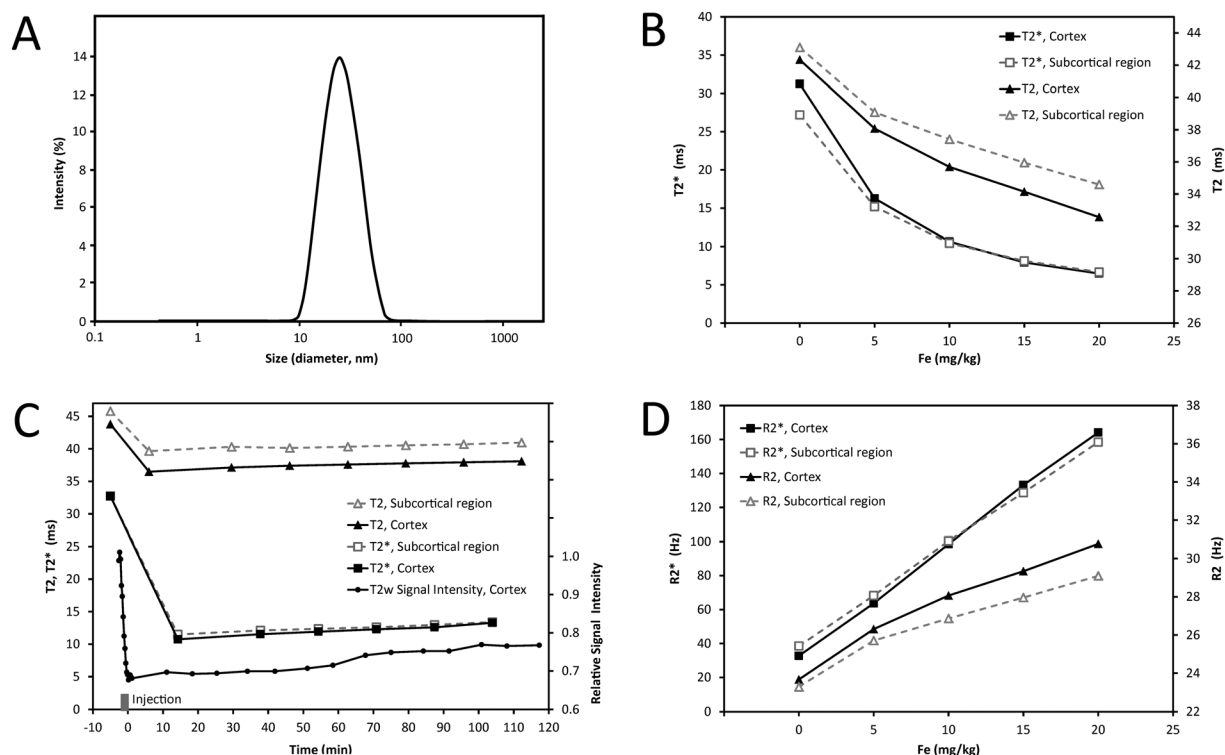 A
14
12
10
8
6
4
2
0
Intensity (%)
0.1 1 10 100 1000
Size (diameter, nm)
B
40
35
30
25
20
15
10
5
0
T2* (ms)
T2*, Cortex
T2*, Subcortical region
T2, Cortex
T2, Subcortical region
44
42
40
38
36
34
32
30
28
26
T2 (ms)
0 5 10 15 20 25
Fe (mg/kg)
C
45
40
35
30
25
20
15
10
5
0
T2, T2* (ms)
T2, Subcortical region
T2, Cortex
T2*, Subcortical region
T2*, Cortex
T2w Signal Intensity, Cortex
Injection
1.0
0.9
0.8
0.7
0.6
Relative Signal Intensity
-10 0 10 20 30 40 50 60 70 80 90 100 110 120
Time (min)
D
180
160
140
120
100
80
60
40
20
0
R2* (Hz)
R2*, Cortex
R2*, Subcortical region
R2, Cortex
R2, Subcortical region
38
36
34
32
30
28
26
24
22
R2 (Hz)
0 5 10 15 20 25
Fe (mg/kg)